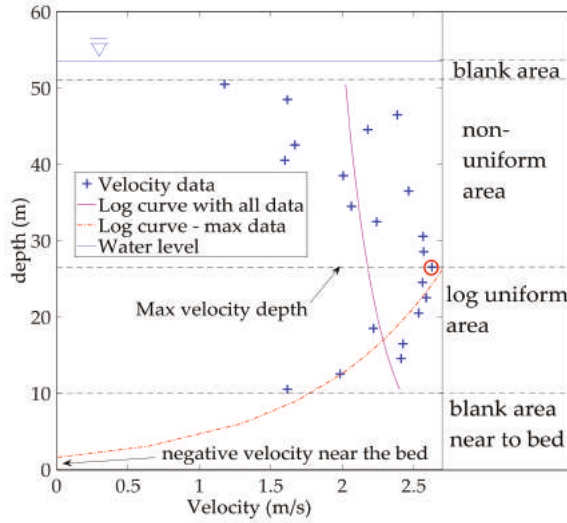 60
50
40
30
20
10
0
depth (m)
0
0.5
1
1.5
2
2.5
Velocity (m/s)
Velocity data
Log curve with all data
Log curve - max data
Water level
Max velocity depth
negative velocity near the bed
blank area
non-
uniform
area
log uniform
area
blank area
near to bed